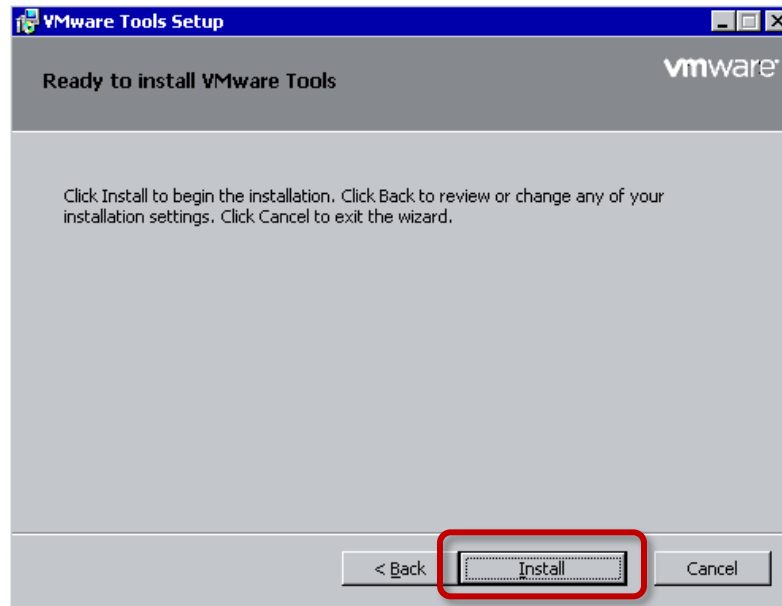 VMware Tools Setup
Ready to install VMware Tools
vmware
Click Install to begin the installation. Click Back to review or change any of your
installation settings. Click Cancel to exit the wizard.
< Back Install Cancel